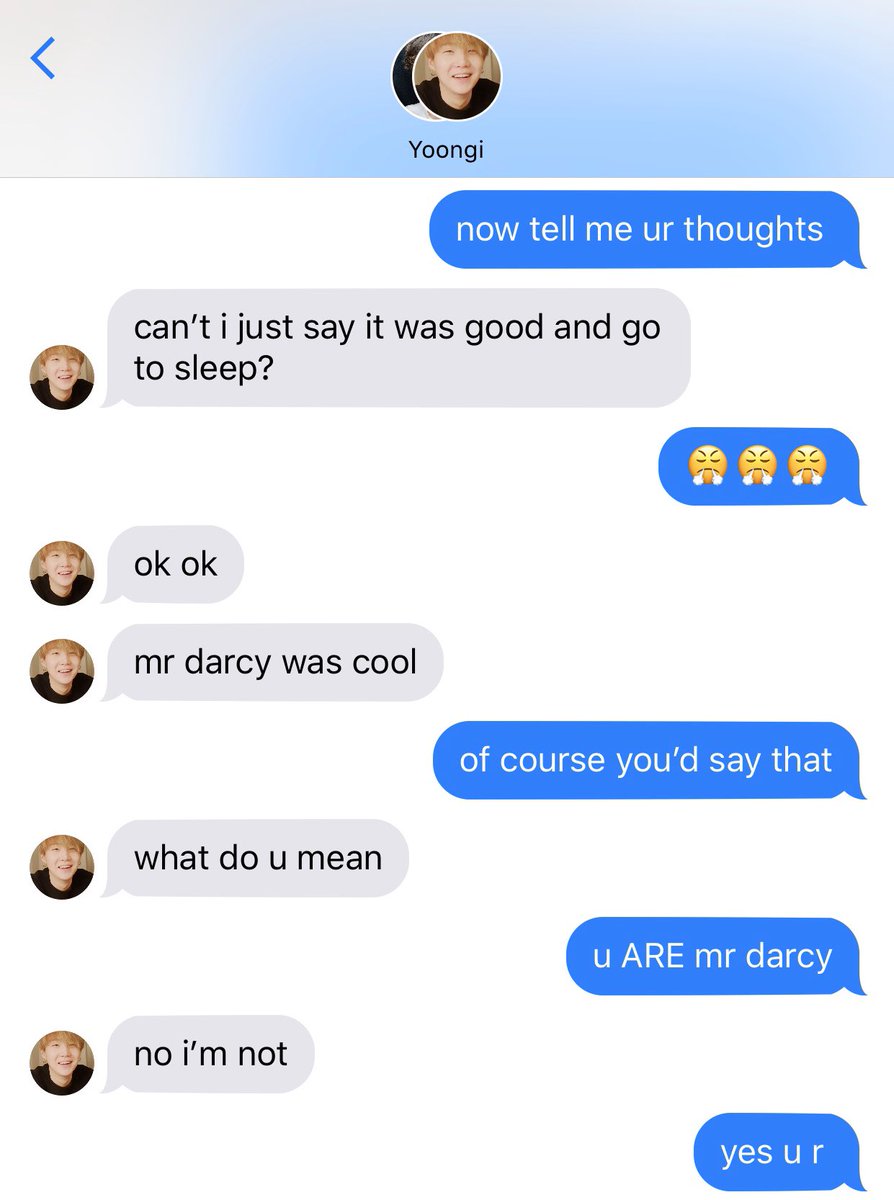 Yoongi
now tell me ur thoughts
can’t i just say it was good and go
to sleep?
😤😤😤
ok ok
mr darcy was cool
of course you’d say that
what do u mean
u ARE mr darcy
no i’m not
yes u r